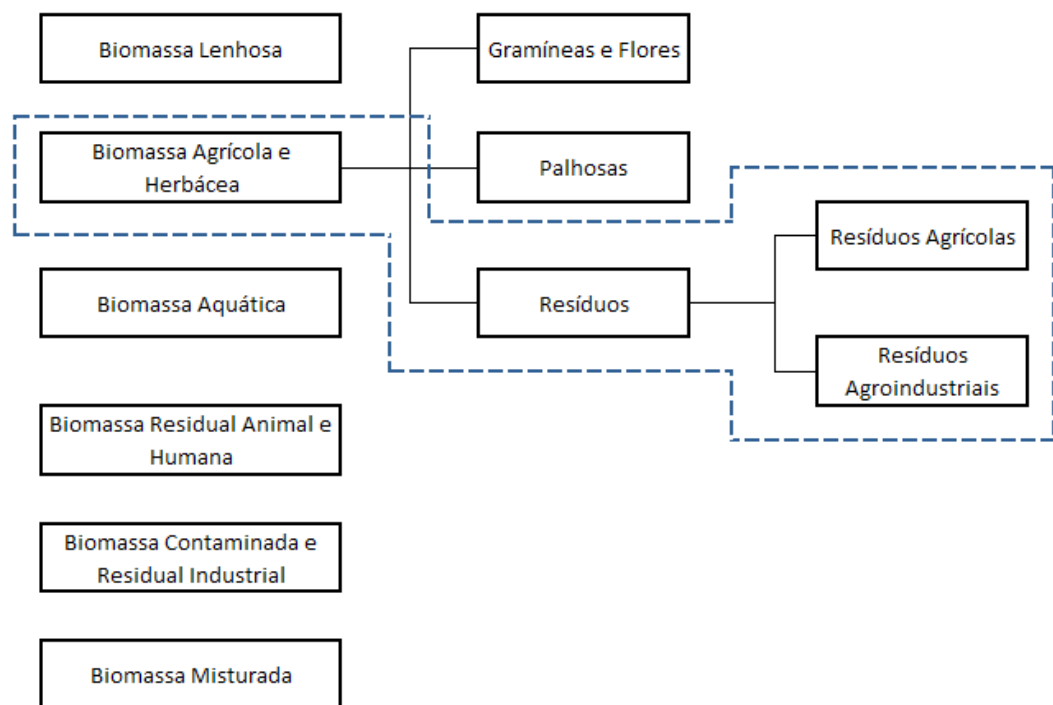 Biomassa Lenhosa
Gramíneas e Flores
Biomassa Agrícola e
Herbácea
Palhosas
Resíduos Agrícolas
Biomassa Aquática
Resíduos
Resíduos
Agroindustriais
Biomassa Residual Animal e
Humana
Biomassa Contaminada e
Residual Industrial
Biomassa Misturada